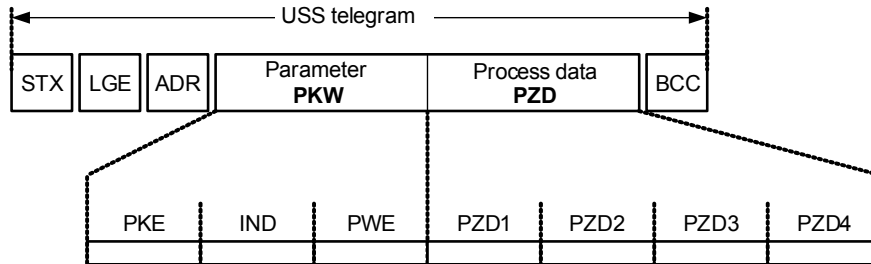 USS telegram
STX LGE ADR Parameter PKW Process data PZD BCC
PKE IND PWE PZD1 PZD2 PZD3 PZD4